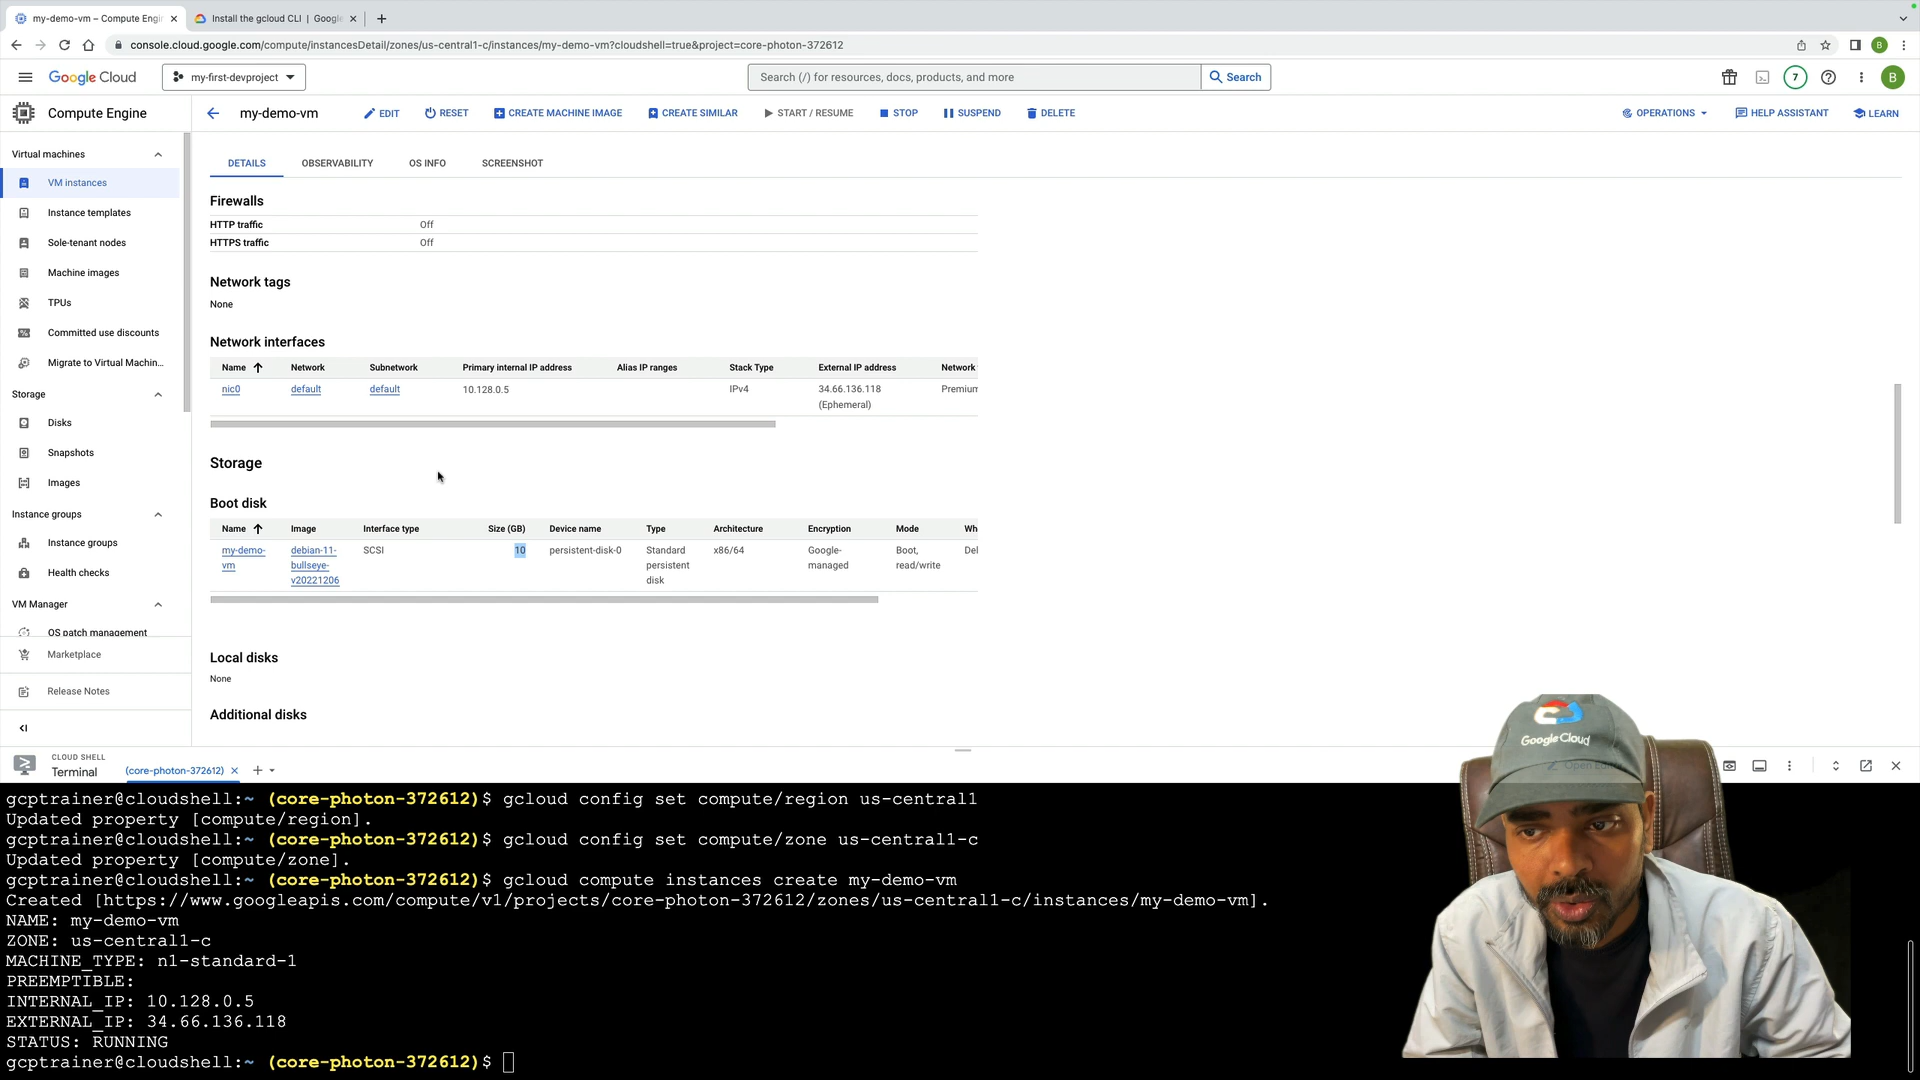 my-demo-vm – Compute Engin
Install the gcloud CLI | Google
console.cloud.google.com/compute/instancesDetail/zones/us-central1-c/instances/my-demo-vm?cloudshell=true&project=core-photon-372612
B
Google Cloud
my-first-devproject
Search (/) for resources, docs, products, and more
Search
7
B
Compute Engine
my-demo-vm
EDIT
RESET
CREATE MACHINE IMAGE
CREATE SIMILAR
START / RESUME
STOP
SUSPEND
DELETE
OPERATIONS
HELP ASSISTANT
LEARN
Virtual machines
VM instances
Instance templates
Sole-tenant nodes
Machine images
TPUs
Committed use discounts
Migrate to Virtual Machin...
Storage
Disks
Snapshots
Images
Instance groups
Instance groups
Health checks
VM Manager
OS patch management
Marketplace
Release Notes
DETAILS OBSERVABILITY OS INFO SCREENSHOT
Firewalls
HTTP traffic Off
HTTPS traffic Off
Network tags
None
Network interfaces
Name Network Subnetwork Primary internal IP address Alias IP ranges Stack Type External IP address Network
nic0 default default 10.128.0.5 IPv4 34.66.136.118 Premium
(Ephemeral)
Storage
Boot disk
Name Image Interface type Size (GB) Device name Type Architecture Encryption Mode Wh
my-demo- debian-11- SCSI 10 persistent-disk-0 Standard x86/64 Google- Boot, Del
vm bullseye- persistent managed read/write
v20221206 disk
Local disks
None
Additional disks
CLOUD SHELL
Terminal
(core-photon-372612)
gcptrainer@cloudshell:~ (core-photon-372612)$ gcloud config set compute/region us-central1
Updated property [compute/region].
gcptrainer@cloudshell:~ (core-photon-372612)$ gcloud config set compute/zone us-central1-c
Updated property [compute/zone].
gcptrainer@cloudshell:~ (core-photon-372612)$ gcloud compute instances create my-demo-vm
Created [https://www.googleapis.com/compute/v1/projects/core-photon-372612/zones/us-central1-c/instances/my-demo-vm].
NAME: my-demo-vm
ZONE: us-central1-c
MACHINE_TYPE: n1-standard-1
PREEMPTIBLE:
INTERNAL_IP: 10.128.0.5
EXTERNAL_IP: 34.66.136.118
STATUS: RUNNING
gcptrainer@cloudshell:~ (core-photon-372612)$
Google Cloud